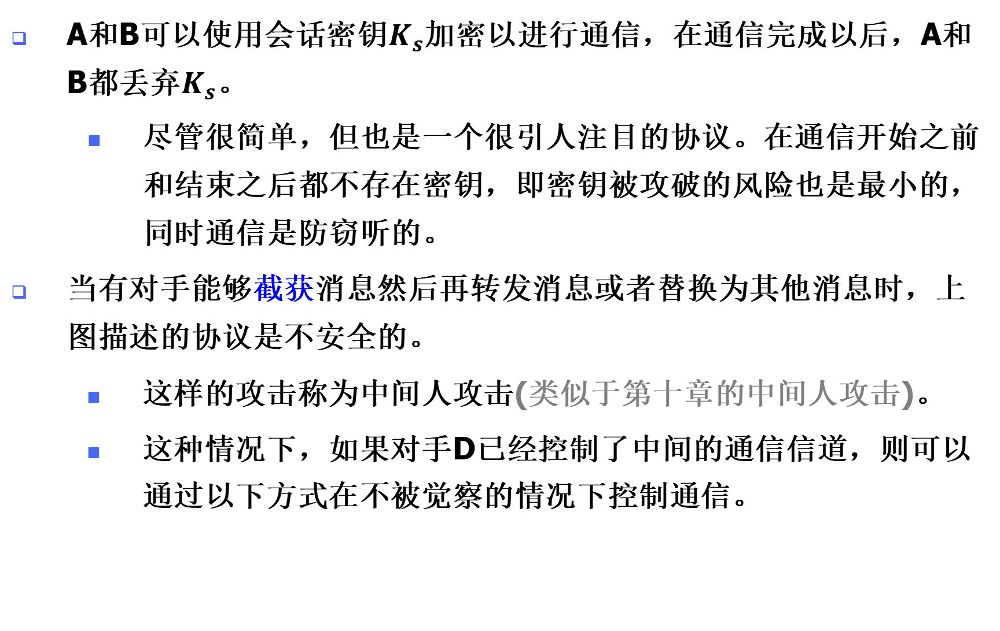 A和B可以使用会话密钥Kₛ加密以进行通信，在通信完成以后，A和
B都丢弃Kₛ。
尽管很简单，但也是一个很引人注目的协议。在通信开始之前
和结束之后都不存在密钥，即密钥被攻破的风险也是最小的，
同时通信是防窃听的。
当有对手能够截获消息然后再转发消息或者替换为其他消息时，上
图描述的协议是不安全的。
这样的攻击称为中间人攻击(类似于第十章的中间人攻击)。
这种情况下，如果对手D已经控制了中间的通信信道，则可以
通过以下方式在不被觉察的情况下控制通信。